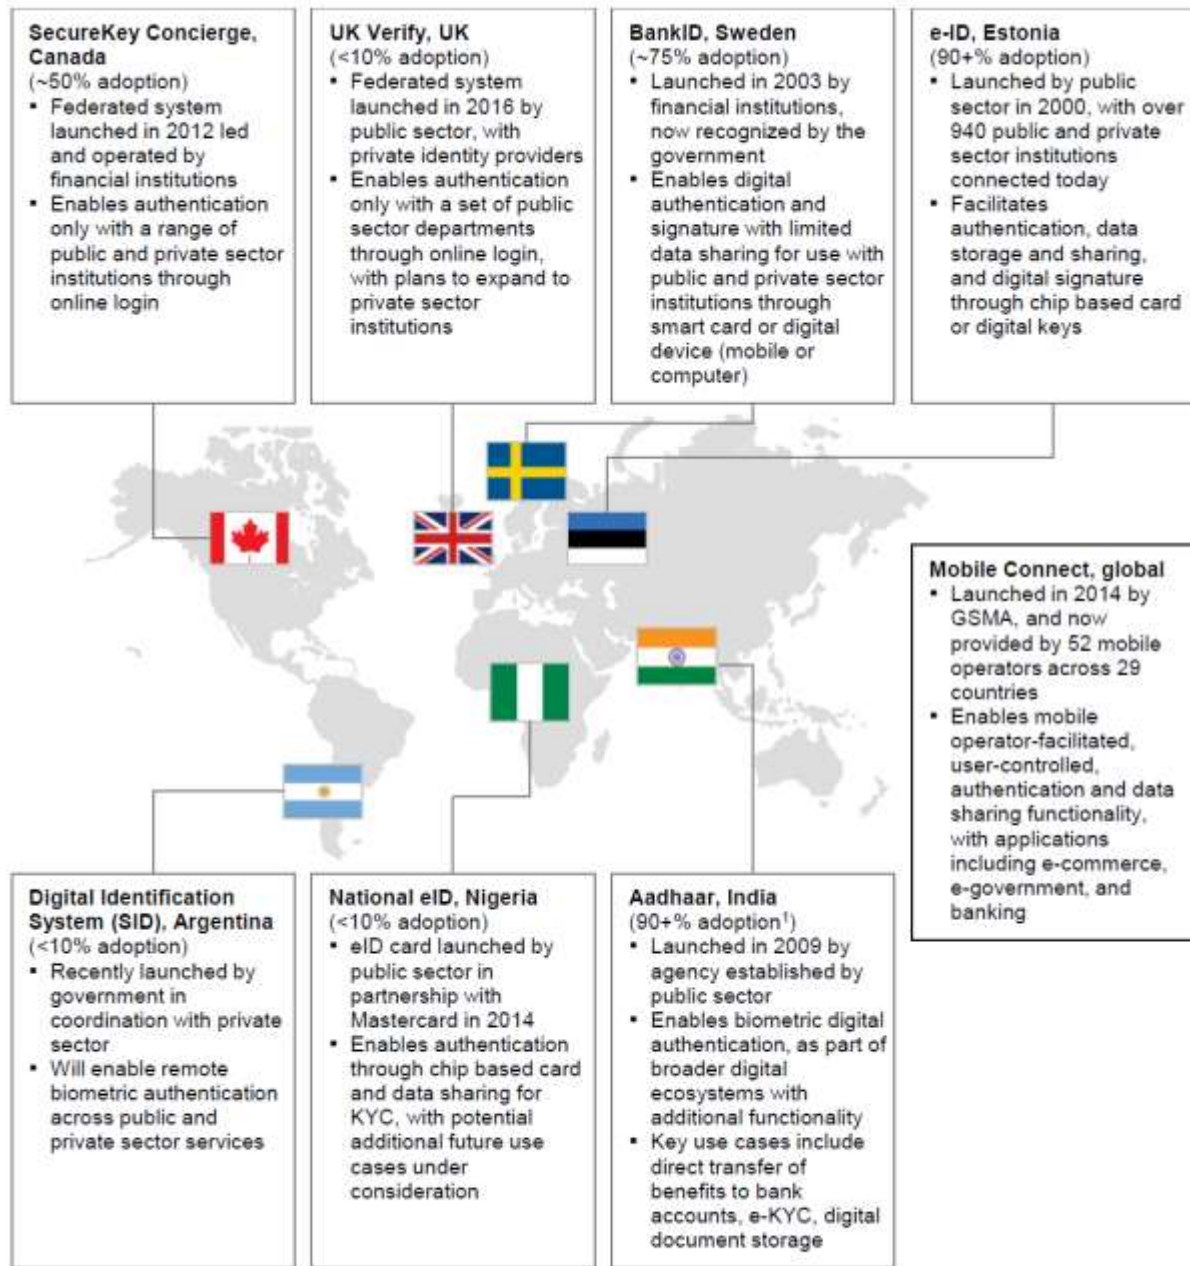 SecureKey Concierge,
Canada
(~50% adoption)
▪ Federated system
launched in 2012 led
and operated by
financial institutions
▪ Enables authentication
only with a range of
public and private sector
institutions through
online login
UK Verify, UK
(<10% adoption)
▪ Federated system
launched in 2016 by
public sector, with
private identity providers
▪ Enables authentication
only with a set of public
sector departments
through online login,
with plans to expand to
private sector
institutions
BankID, Sweden
(~75% adoption)
▪ Launched in 2003 by
financial institutions,
now recognized by the
government
▪ Enables digital
authentication and
signature with limited
data sharing for use with
public and private sector
institutions through
smart card or digital
device (mobile or
computer)
e-ID, Estonia
(90+% adoption)
▪ Launched by public
sector in 2000, with over
940 public and private
sector institutions
connected today
▪ Facilitates
authentication, data
storage and sharing,
and digital signature
through chip based card
or digital keys
Mobile Connect, global
▪ Launched in 2014 by
GSMA, and now
provided by 52 mobile
operators across 29
countries
▪ Enables mobile
operator-facilitated,
user-controlled,
authentication and data
sharing functionality,
with applications
including e-commerce,
e-government, and
banking
Digital Identification
System (SID), Argentina
(<10% adoption)
▪ Recently launched by
government in
coordination with private
sector
▪ Will enable remote
biometric authentication
across public and
private sector services
National eID, Nigeria
(<10% adoption)
▪ eID card launched by
public sector in
partnership with
Mastercard in 2014
▪ Enables authentication
through chip based card
and data sharing for
KYC, with potential
additional future use
cases under
consideration
Aadhaar, India
(90+% adoption¹)
▪ Launched in 2009 by
agency established by
public sector
▪ Enables biometric digital
authentication, as part of
broader digital
ecosystems with
additional functionality
▪ Key use cases include
direct transfer of
benefits to bank
accounts, e-KYC, digital
document storage